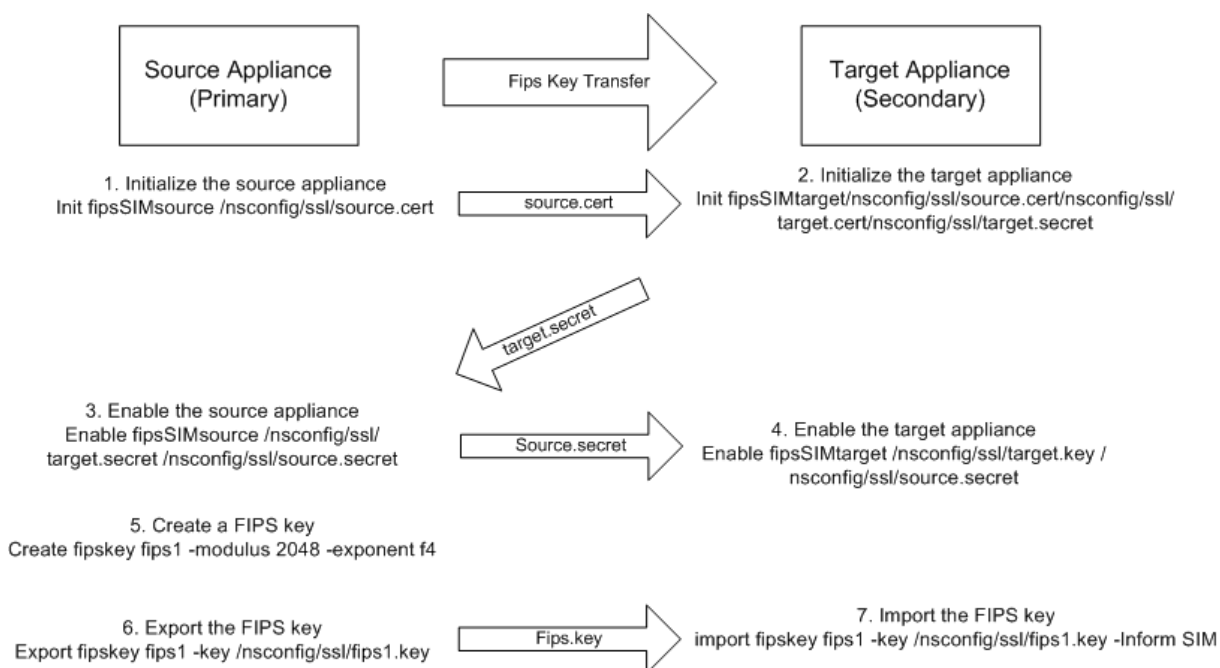 Source Appliance
(Primary)
Fips Key Transfer
Target Appliance
(Secondary)
1. Initialize the source appliance
Init fipsSIMsource /nsconfig/ssl/source.cert
source.cert
2. Initialize the target appliance
Init fipsSIMtarget/nsconfig/ssl/source.cert/nsconfig/ssl/
target.cert/nsconfig/ssl/target.secret
target.secret
3. Enable the source appliance
Enable fipsSIMsource /nsconfig/ssl/
target.secret /nsconfig/ssl/source.secret
Source.secret
4. Enable the target appliance
Enable fipsSIMtarget /nsconfig/ssl/target.key /
nsconfig/ssl/source.secret
5. Create a FIPS key
Create fipskey fips1 -modulus 2048 -exponent f4
6. Export the FIPS key
Export fipskey fips1 -key /nsconfig/ssl/fips1.key
Fips.key
7. Import the FIPS key
import fipskey fips1 -key /nsconfig/ssl/fips1.key -Inform SIM